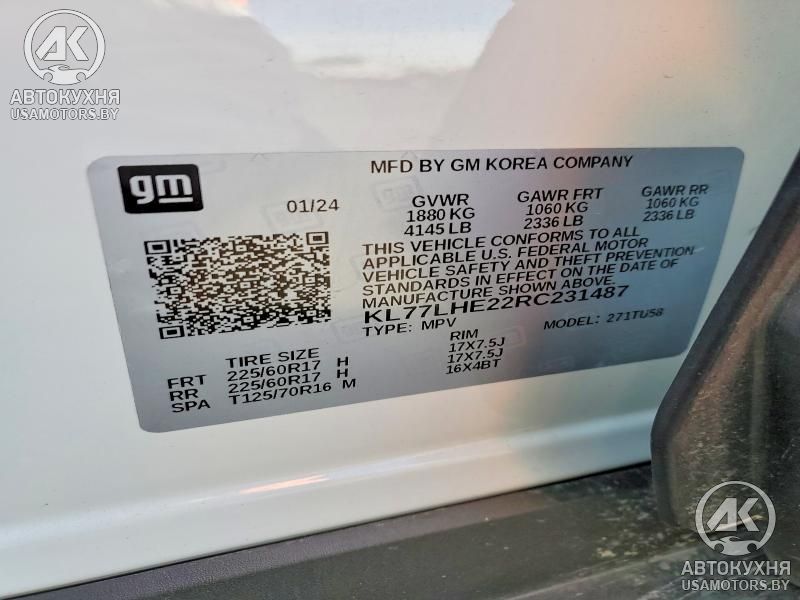 AK
АВТОКУХНЯ
USAMOTORS.BY
gm
MFD BY GM KOREA COMPANY
01/24
GVWR GAWR FRT GAWR RR
1880 KG 1060 KG 1060 KG
4145 LB 2336 LB 2336 LB
THIS VEHICLE CONFORMS TO ALL
APPLICABLE U.S. FEDERAL MOTOR
VEHICLE SAFETY AND THEFT PREVENTION
STANDARDS IN EFFECT ON THE DATE OF
MANUFACTURE SHOWN ABOVE.
KL77LHE22RC231487
TYPE: MPV MODEL: 271TU58
TIRE SIZE RIM
FRT 225/60R17 H 17X7.5J
RR 225/60R17 H 17X7.5J
SPA T125/70R16 M 16X4BT
AK
АВТОКУХНЯ
USAMOTORS.BY